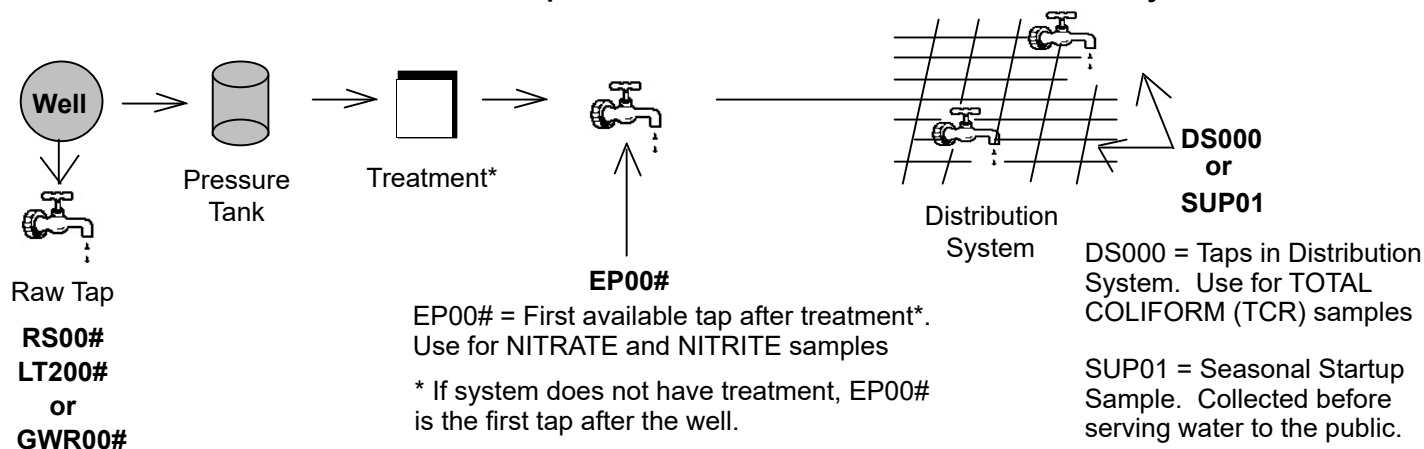 Well
Pressure
Tank
Treatment*
Raw Tap
RS00#
LT200#
or
GWR00#
EP00#
EP00# = First available tap after treatment*.
Use for NITRATE and NITRITE samples
* If system does not have treatment, EP00#
is the first tap after the well.
Distribution
System
DS000
or
SUP01
DS000 = Taps in Distribution
System. Use for TOTAL
COLIFORM (TCR) samples
SUP01 = Seasonal Startup
Sample. Collected before
serving water to the public.